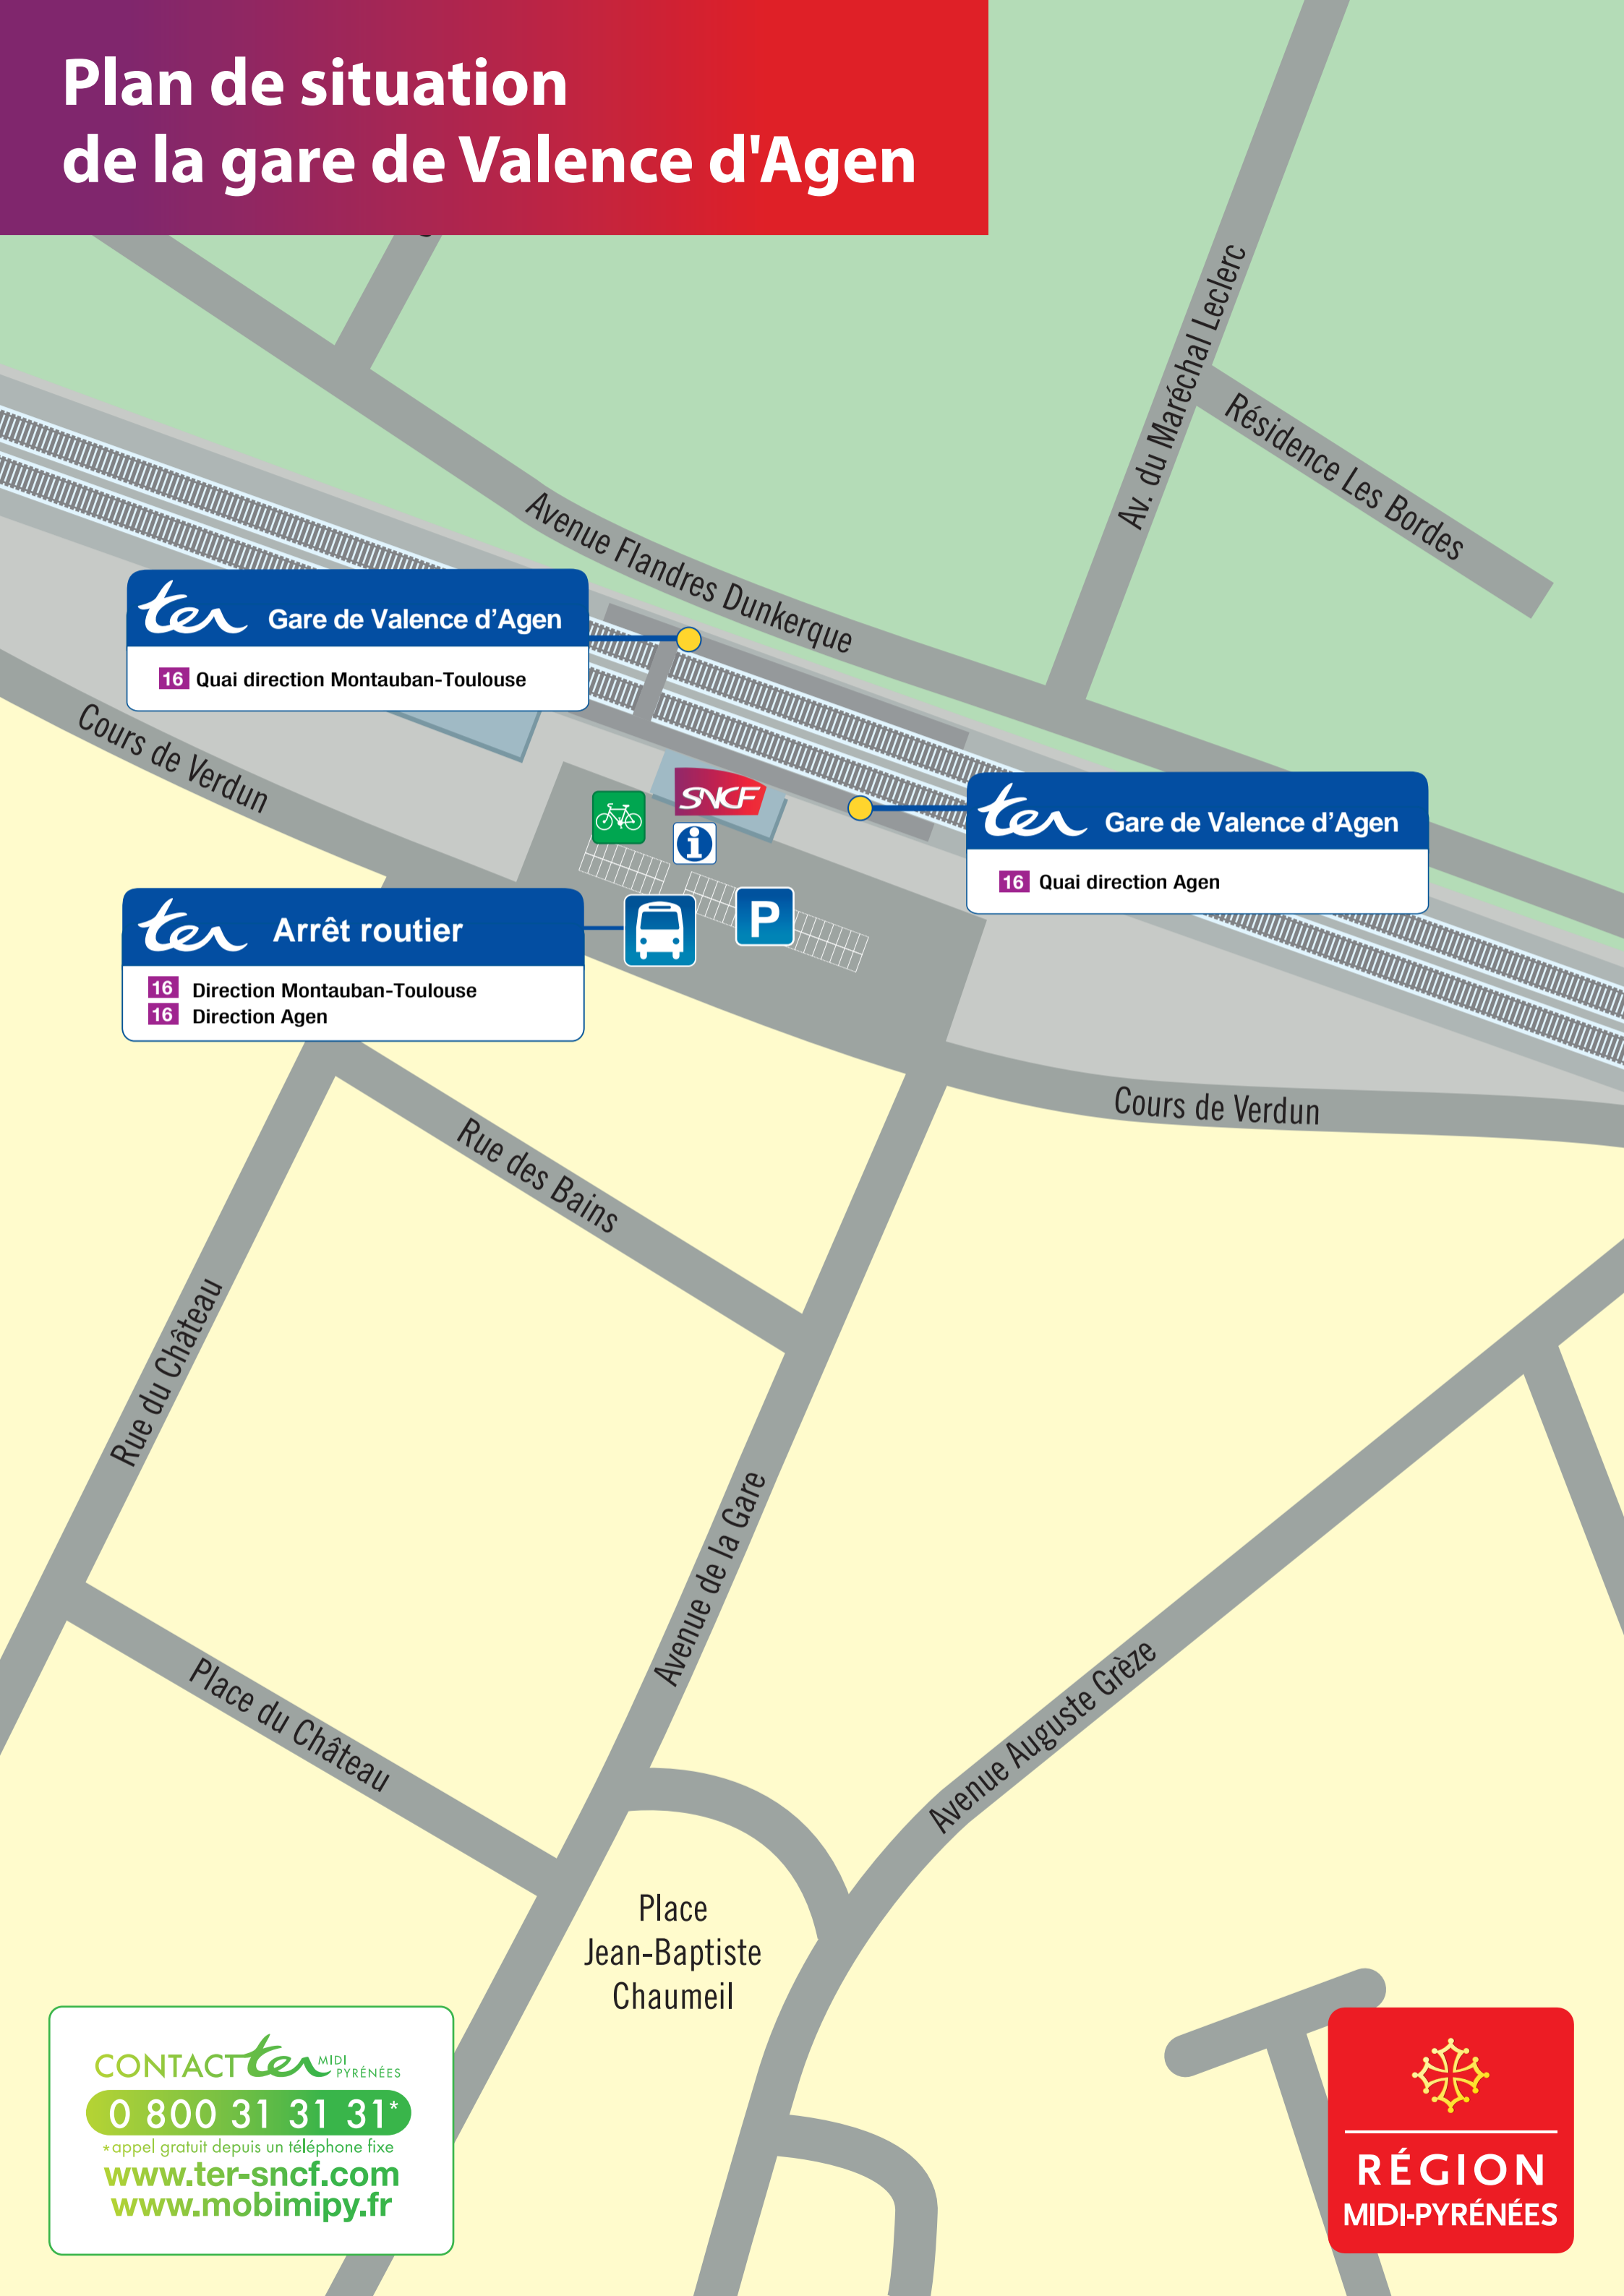 Plan de situation
de la gare de Valence d'Agen
Av. du Maréchal Leclerc
Résidence Les Bordes
Avenue Flandres Dunkerque
ter Gare de Valence d’Agen
16 Quai direction Montauban-Toulouse
Cours de Verdun
SNCF
i
P
ter Gare de Valence d’Agen
16 Quai direction Agen
ter Arrêt routier
16 Direction Montauban-Toulouse
16 Direction Agen
Cours de Verdun
Rue des Bains
Rue du Château
Avenue de la Gare
Place du Château
Avenue Auguste Grèze
Place
Jean-Baptiste
Chaumeil
CONTACT ter MIDI
PYRÉNÉES
0 800 31 31 31*
*appel gratuit depuis un téléphone fixe
www.ter-sncf.com
www.mobimipy.fr
RÉGION
MIDI-PYRÉNÉES